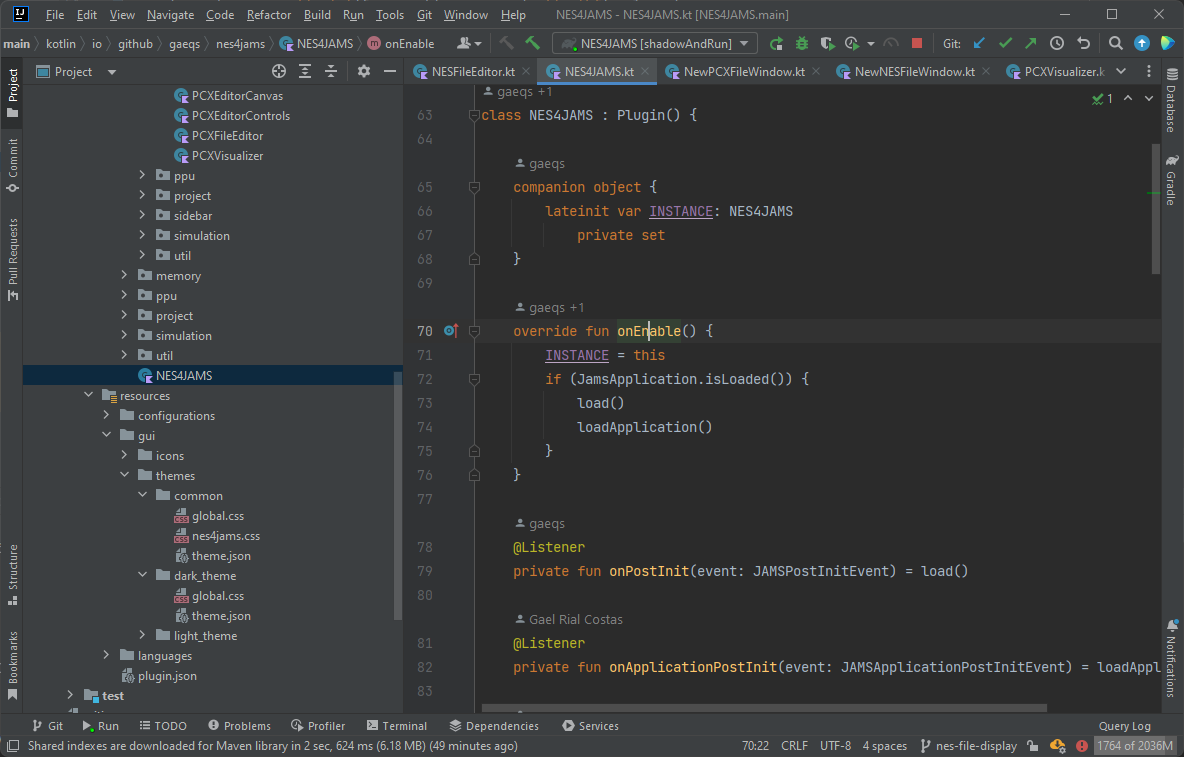 File Edit View Navigate Code Refactor Build Run Tools Git Window Help NES4JAMS - NES4JAMS.kt [NES4JAMS.main]
main kotlin io github gaeqs nes4jams NES4JAMS onEnable NES4JAMS [shadowAndRun] Git:
Project
NESFileEditor.kt NES4JAMS.kt NewPCXFileWindow.kt NewNESFileWindow.kt PCXVisualizer.k
Project
Commit
Pull Requests
Structure
Bookmarks
PCXEditorCanvas
PCXEditorControls
PCXFileEditor
PCXVisualizer
ppu
project
sidebar
simulation
util
memory
ppu
project
simulation
util
NES4JAMS
resources
configurations
gui
icons
themes
common
global.css
nes4jams.css
theme.json
dark_theme
global.css
theme.json
light_theme
languages
plugin.json
test
gaeqs +1
1
63 class NES4JAMS : Plugin() {
64
gaeqs
65 companion object {
66 lateinit var INSTANCE: NES4JAMS
67 private set
68 }
69
gaeqs +1
70 override fun onEnable() {
71 INSTANCE = this
72 if (JamsApplication.isLoaded()) {
73 load()
74 loadApplication()
75 }
76 }
77
gaeqs
78 @Listener
79 private fun onPostInit(event: JAMSPostInitEvent) = load()
80
Gael Rial Costas
81 @Listener
82 private fun onApplicationPostInit(event: JAMSApplicationPostInitEvent) = loadAppl
83
Database
Gradle
Notifications
Git Run TODO Problems Profiler Terminal Dependencies Services Query Log
Shared indexes are downloaded for Maven library in 2 sec, 624 ms (6.18 MB) (49 minutes ago) 70:22 CRLF UTF-8 4 spaces nes-file-display 1764 of 2036M